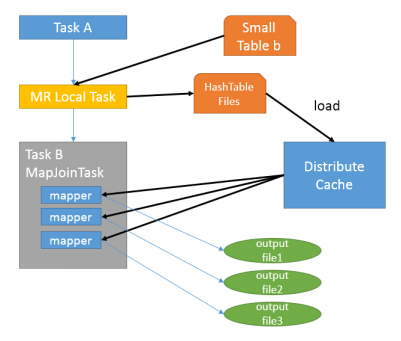 Task A
Small
Table b
MR Local Task
HashTable
Files
load
Task B
MapJoinTask
Distribute
Cache
mapper
mapper
mapper
output
file1
output
file2
output
file3